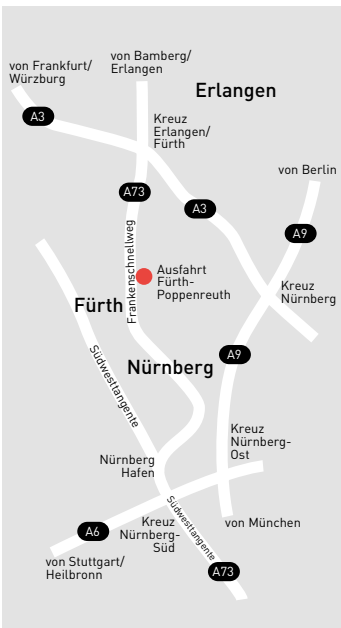 von Bamberg/
Erlangen
von Frankfurt/
Würzburg
Erlangen
A3
Kreuz
Erlangen/
Fürth
von Berlin
A73
A3
A9
Frankenschnellweg
Ausfahrt
Fürth-
Poppenreuth
Kreuz
Nürnberg
Fürth
Südwesttangente
A9
Nürnberg
Kreuz
Nürnberg-
Ost
Nürnberg
Hafen
Südwesttangente
A6
Kreuz
Nürnberg-
Süd
von München
von Stuttgart/
Heilbronn
A73